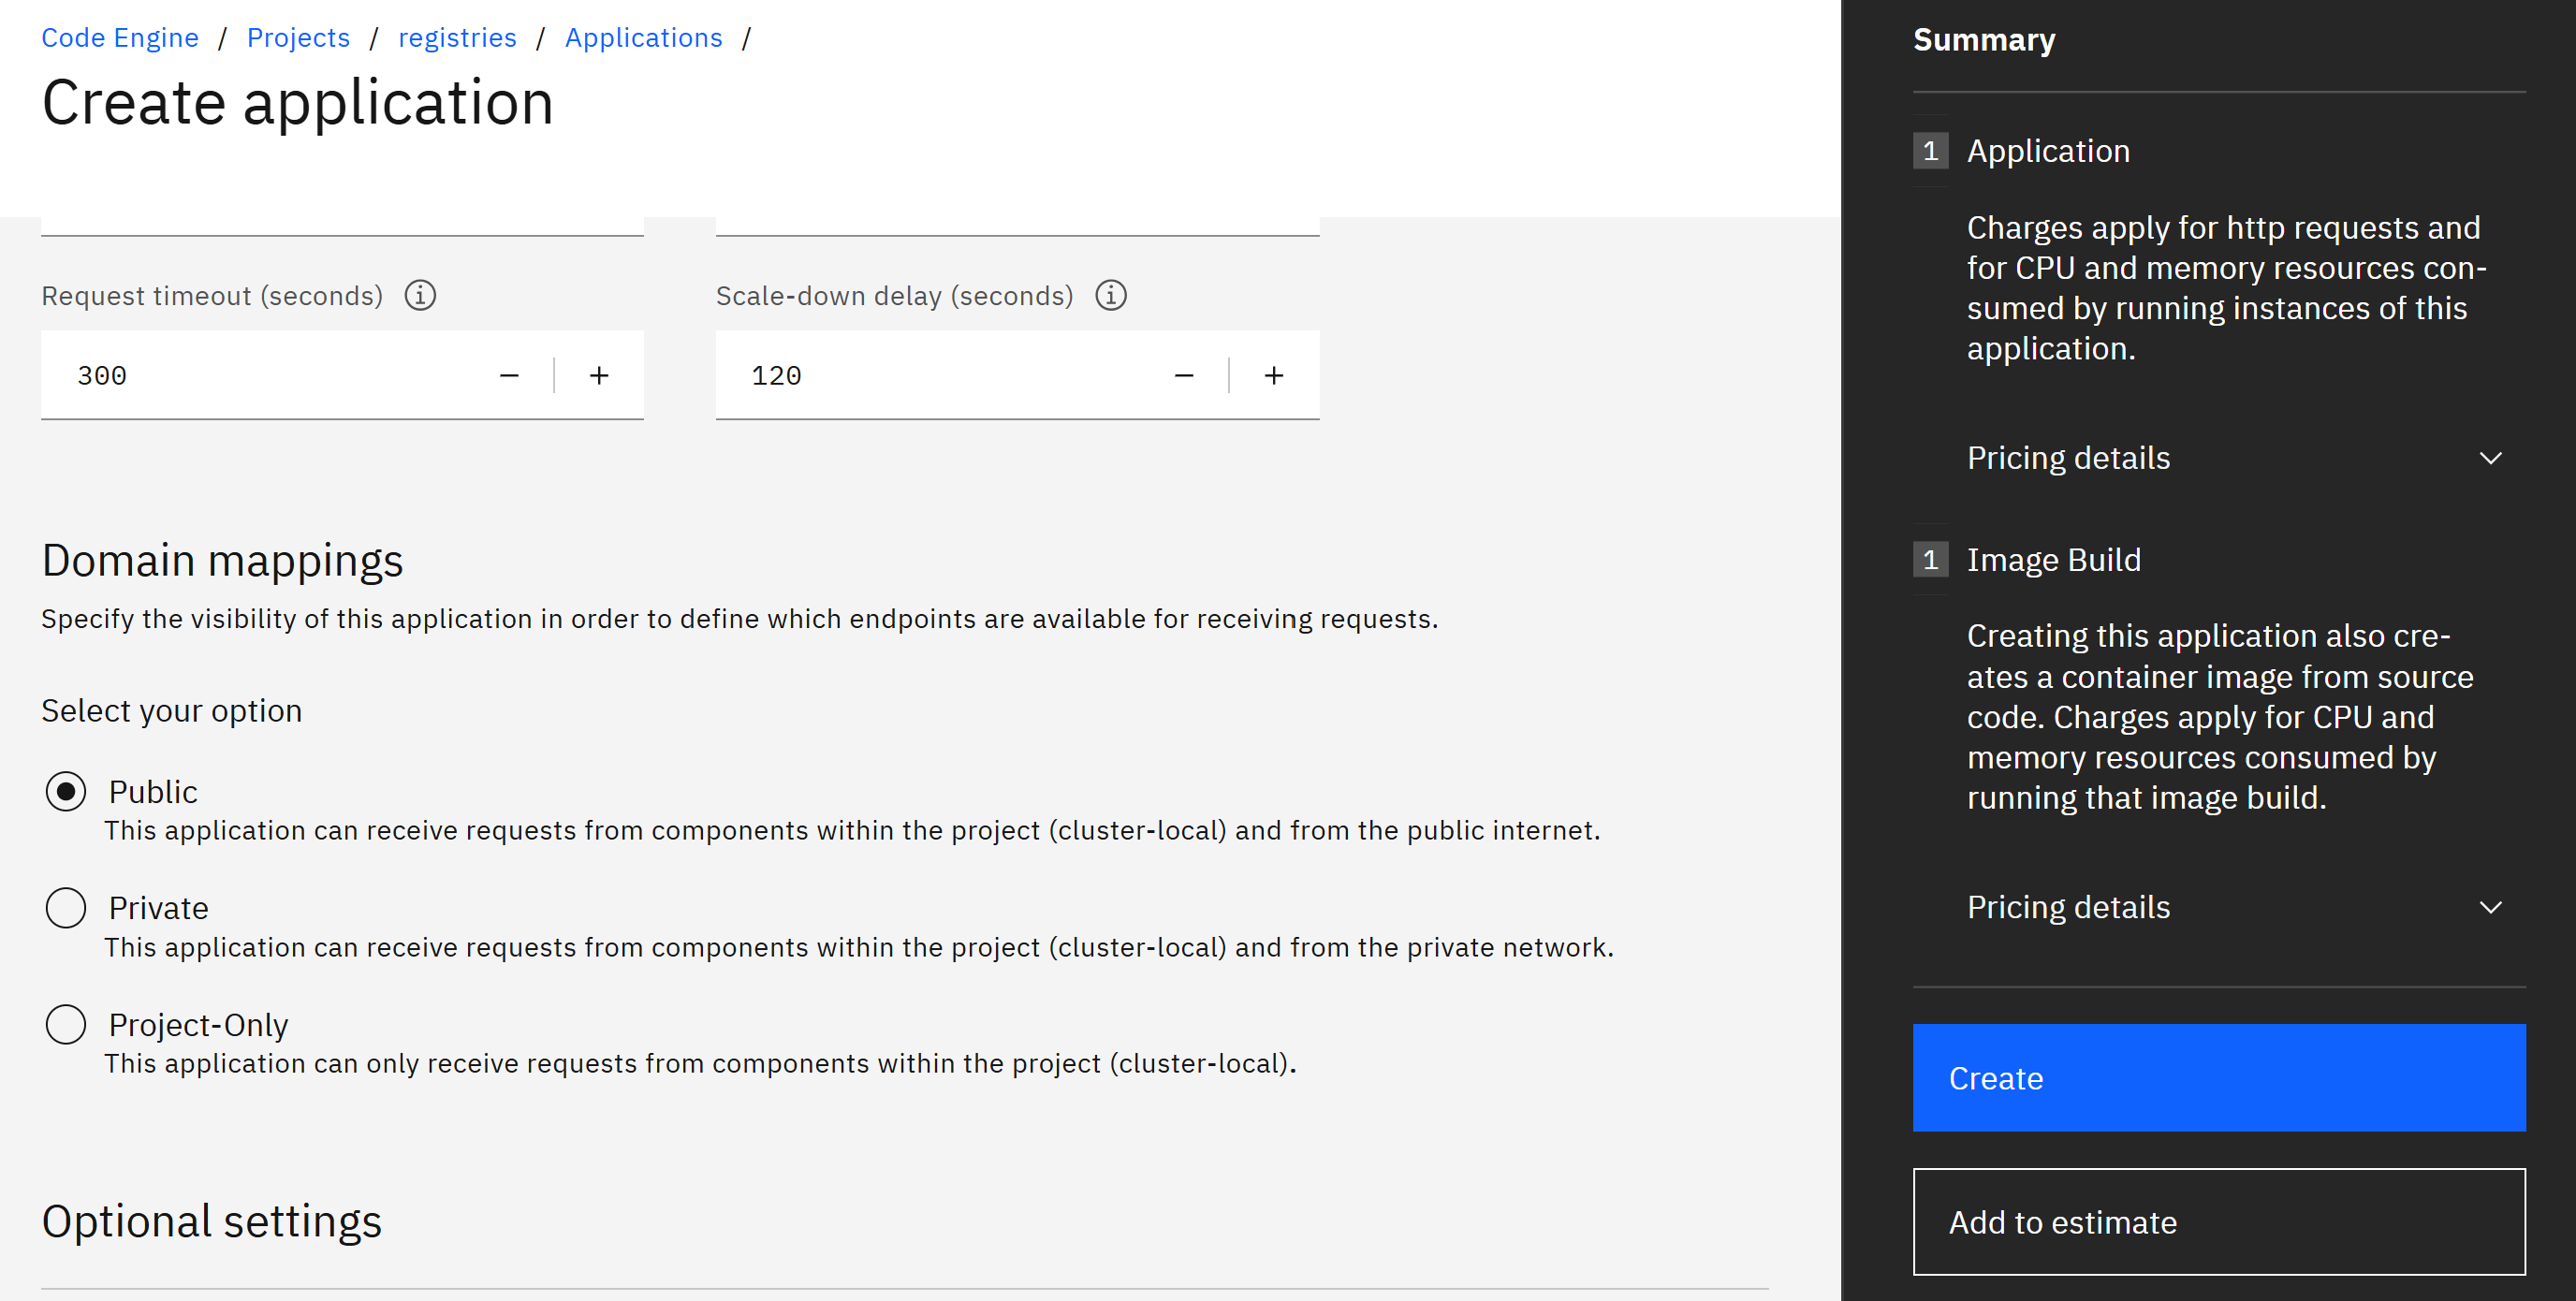 Code Engine / Projects / registries / Applications /
Create application
Request timeout (seconds)
Scale-down delay (seconds)
300
120
Domain mappings
Specify the visibility of this application in order to define which endpoints are available for receiving requests.
Select your option
Public
This application can receive requests from components within the project (cluster-local) and from the public internet.
Private
This application can receive requests from components within the project (cluster-local) and from the private network.
Project-Only
This application can only receive requests from components within the project (cluster-local).
Optional settings
Summary
1 Application
Charges apply for http requests and
for CPU and memory resources con-
sumed by running instances of this
application.
Pricing details
1 Image Build
Creating this application also cre-
ates a container image from source
code. Charges apply for CPU and
memory resources consumed by
running that image build.
Pricing details
Create
Add to estimate